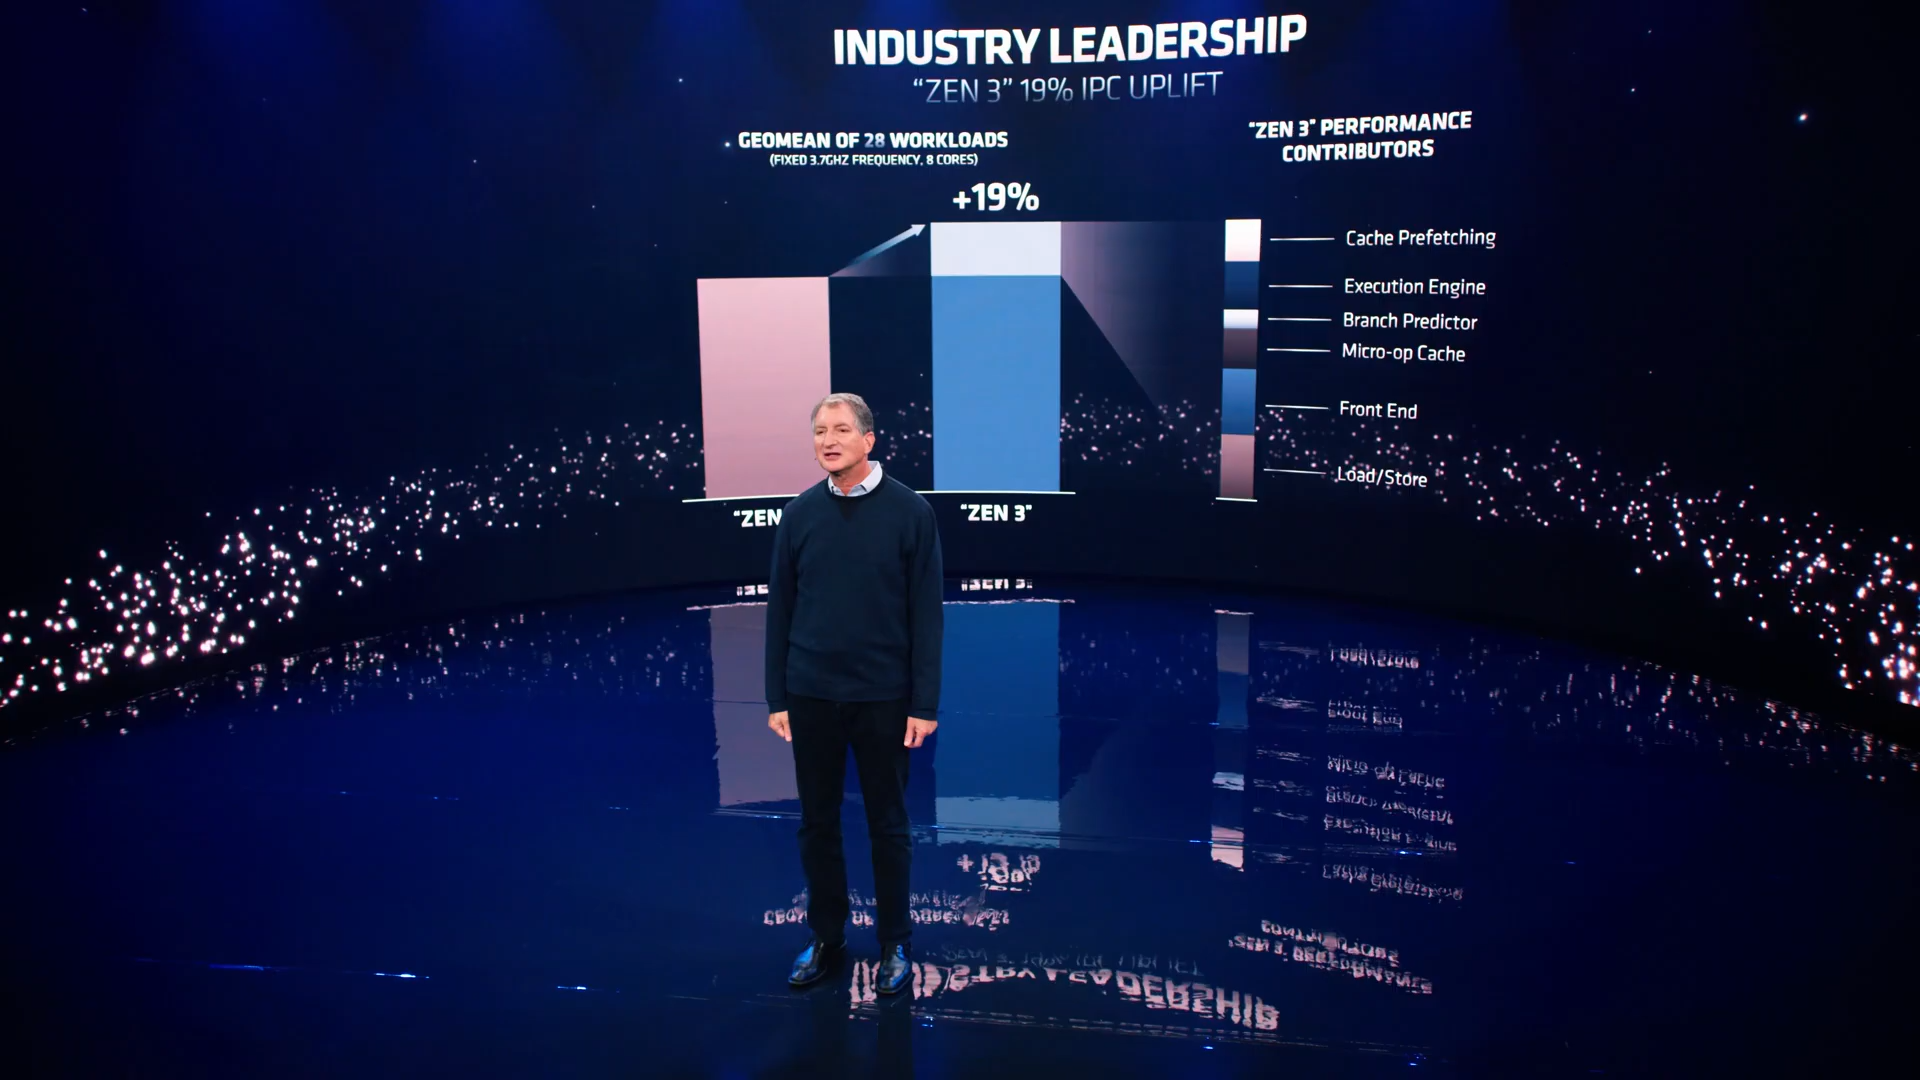 INDUSTRY LEADERSHIP
“ZEN 3” 19% IPC UPLIFT
GEOMEAN OF 28 WORKLOADS
(FIXED 3.7GHZ FREQUENCY, 8 CORES)
+19%
“ZEN
“ZEN 3”
“ZEN 3” PERFORMANCE
CONTRIBUTORS
Cache Prefetching
Execution Engine
Branch Predictor
Micro-op Cache
Front End
Load/Store